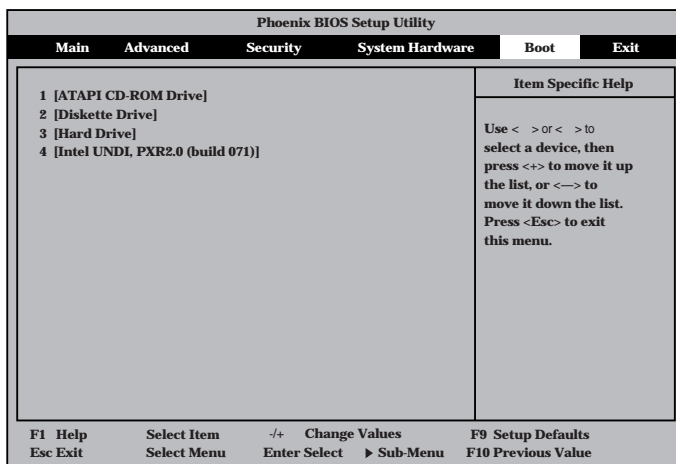 Phoenix BIOS Setup Utility
Main Advanced Security System Hardware Boot Exit
1 [ATAPI CD-ROM Drive]
2 [Diskette Drive]
3 [Hard Drive]
4 [Intel UNDI, PXR2.0 (build 071)]
Item Specific Help
Use < > or < > to
select a device, then
press <+> to move it up
the list, or <—> to
move it down the list.
Press <Esc> to exit
this menu.
F1 Help Select Item -/+ Change Values F9 Setup Defaults
Esc Exit Select Menu Enter Select ▶ Sub-Menu F10 Previous Value